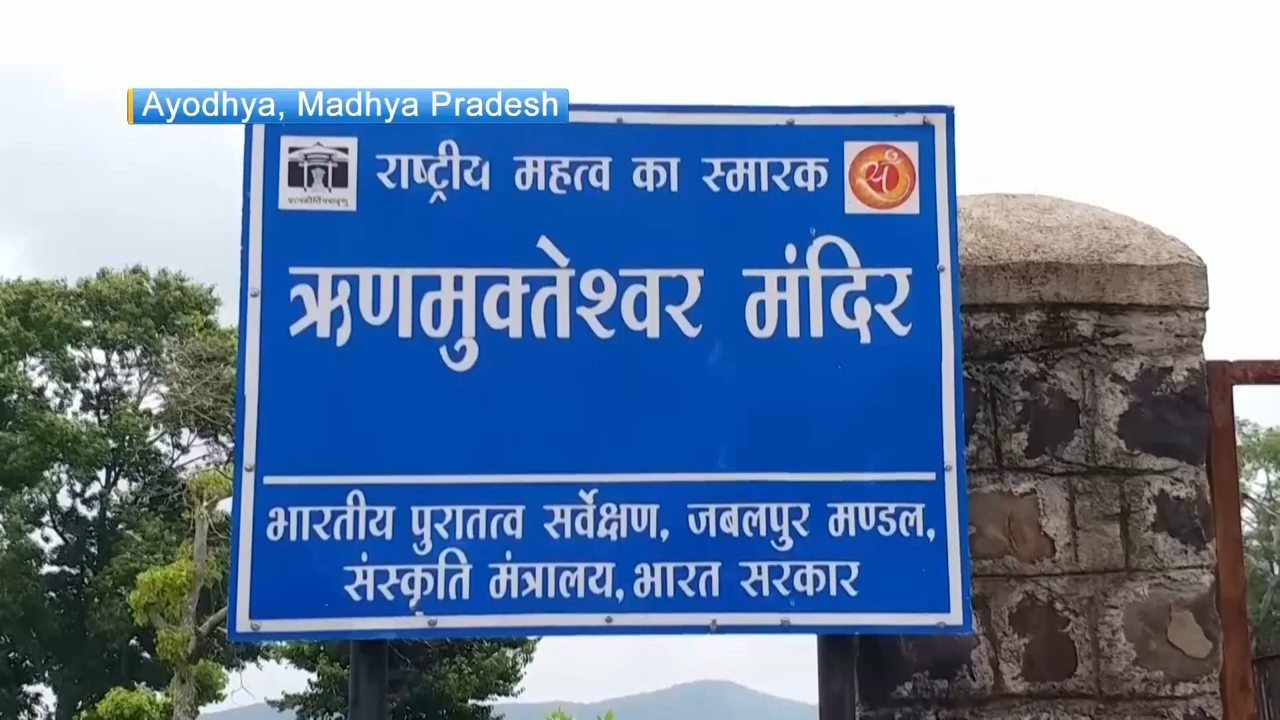 Ayodhya, Madhya Pradesh
राष्ट्रीय महत्व का स्मारक
ऋणमुक्तेश्वर मंदिर
भारतीय पुरातत्व सर्वेक्षण, जबलपुर मण्डल,
संस्कृति मंत्रालय, भारत सरकार